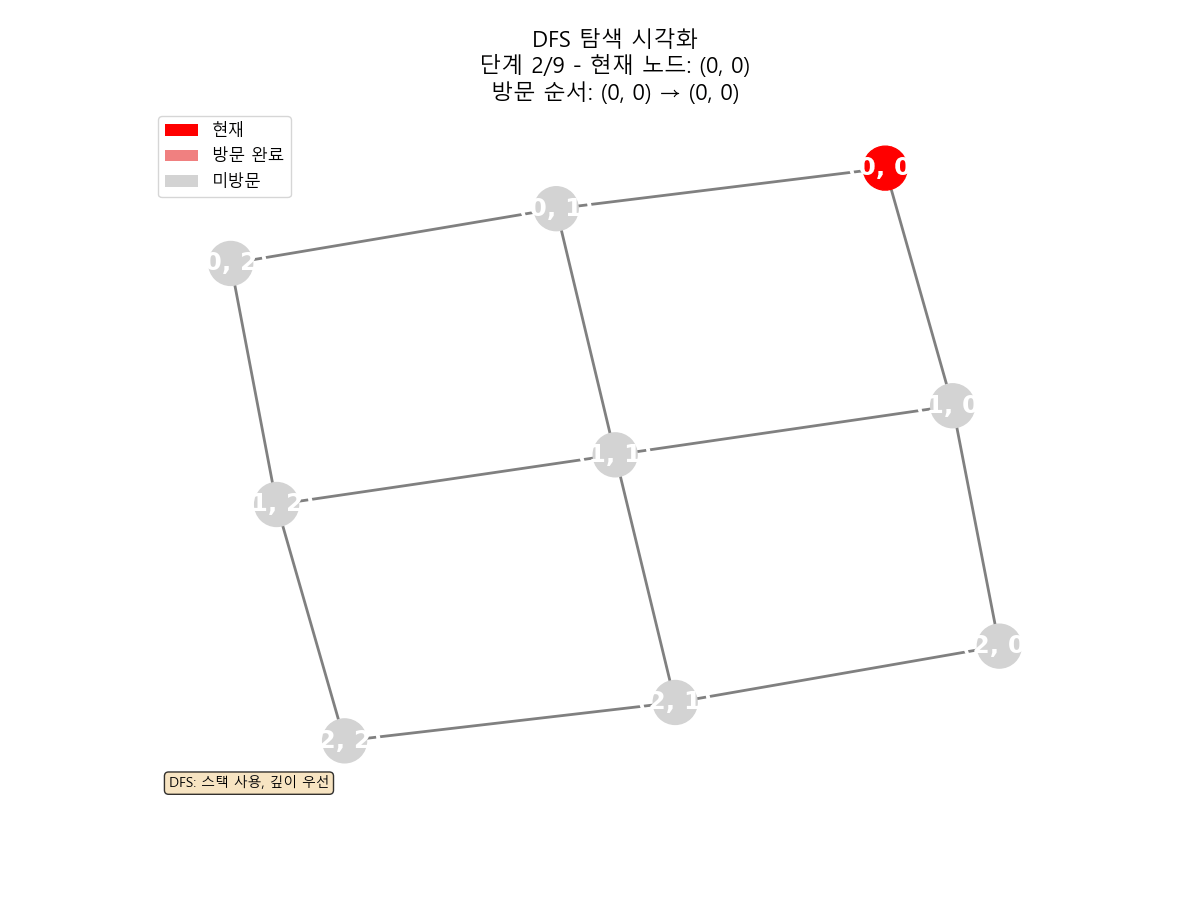 DFS 탐색 시각화
단계 2/9 - 현재 노드: (0, 0)
방문 순서: (0, 0) → (0, 0)
현재
방문 완료
미방문
(0, 0)
(0, 1)
(0, 2)
(1, 0)
(1, 1)
(1, 2)
(2, 0)
(2, 1)
(2, 2)
DFS: 스택 사용, 깊이 우선